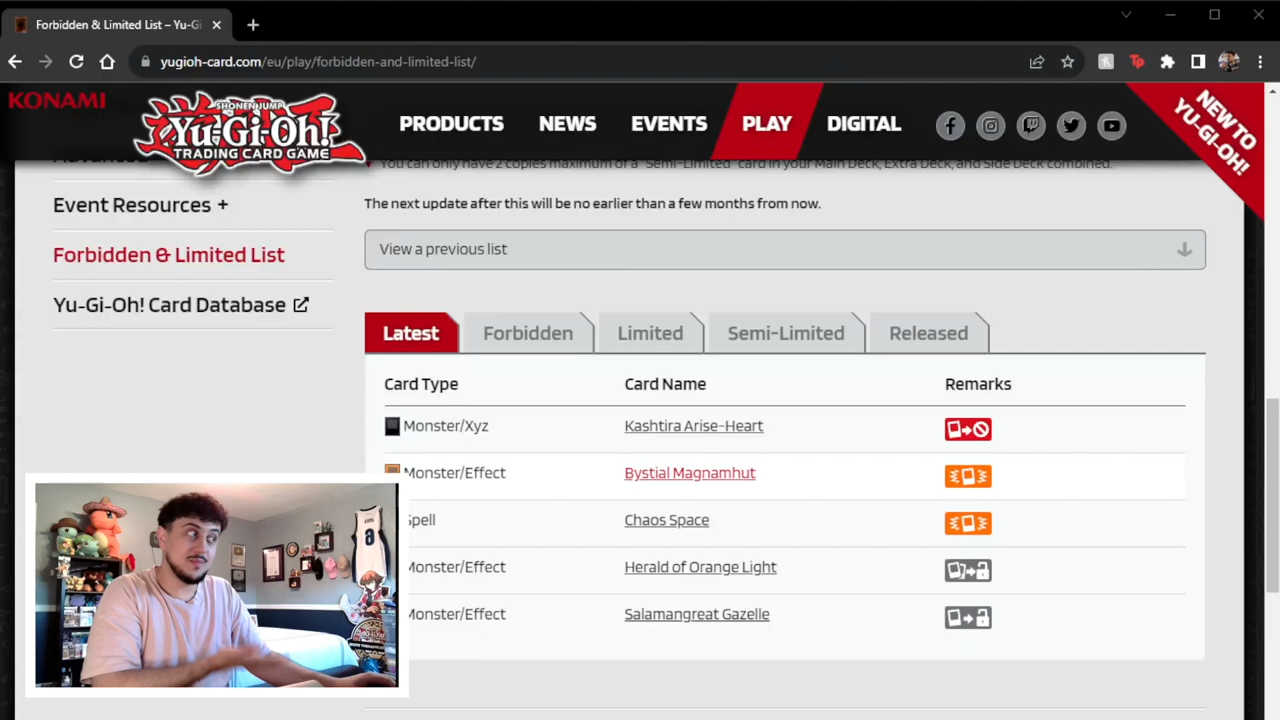 Forbidden & Limited List – Yu-Gi
yugioh-card.com/eu/play/forbidden-and-limited-list/
KONAMI
SHONEN JUMP
Yu-Gi-Oh!
TRADING CARD GAME
PRODUCTS
NEWS
EVENTS
PLAY
DIGITAL
NEW TO
YU-GI-OH!
You can only have 2 copies maximum of a "Semi-Limited" card in your Main Deck, Extra Deck, and Side Deck combined.
Event Resources +
The next update after this will be no earlier than a few months from now.
Forbidden & Limited List
View a previous list
Yu-Gi-Oh! Card Database
Latest
Forbidden
Limited
Semi-Limited
Released
Card Type
Card Name
Remarks
Monster/Xyz
Kashtira Arise-Heart
Monster/Effect
Bystial Magnamhut
Spell
Chaos Space
Monster/Effect
Herald of Orange Light
Monster/Effect
Salamangreat Gazelle
6